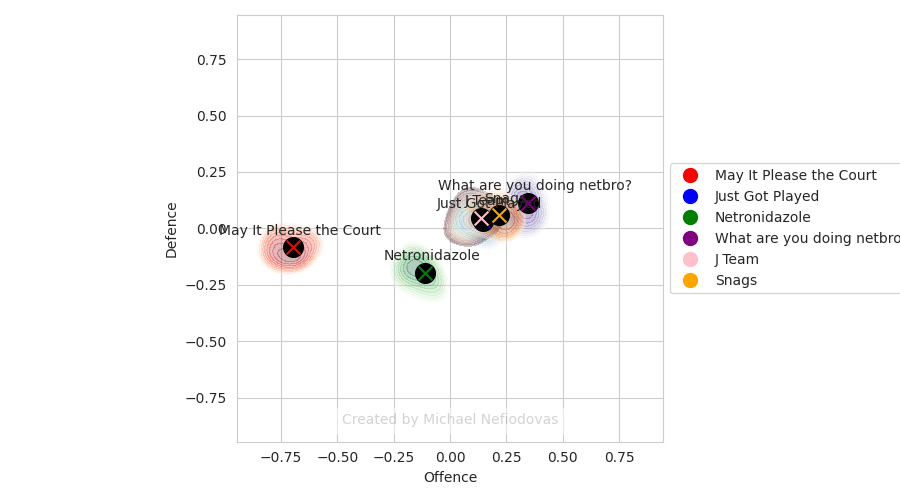 0.75
0.50
0.25
0.00
−0.25
−0.50
−0.75
Defence
What are you doing netbro?
Snags
J Team
Just Got Played
May It Please the Court
Netronidazole
Created by Michael Nefiodovas
−0.75
−0.50
−0.25
0.00
0.25
0.50
0.75
Offence
May It Please the Court
Just Got Played
Netronidazole
What are you doing netbro
J Team
Snags